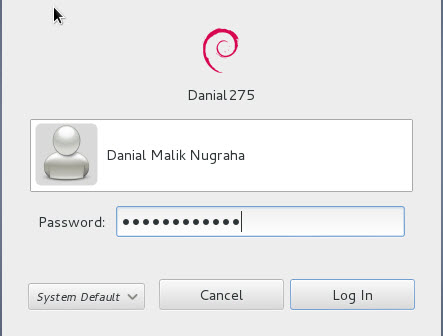 Danial275
Danial Malik Nugraha
Password: ••••••••••••
System Default
Cancel
Log In